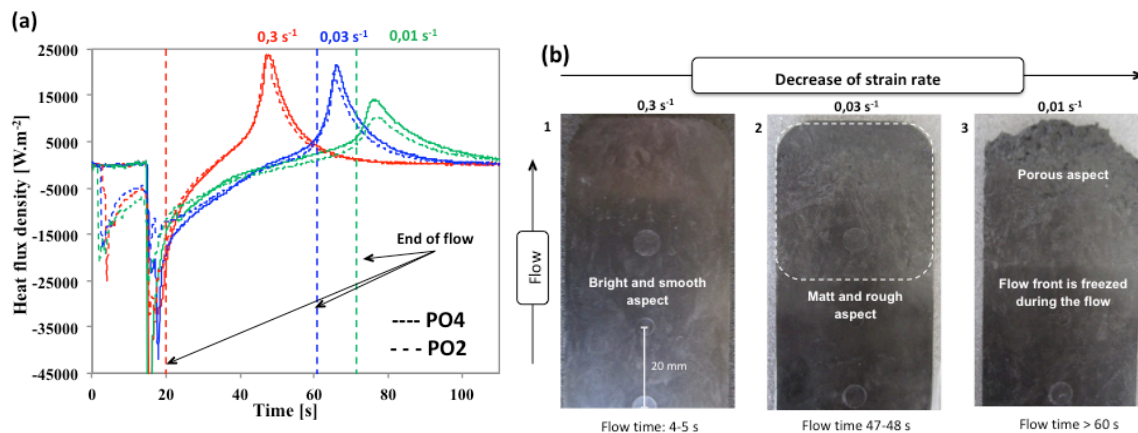 (a)
0,3 s⁻¹
0,03 s⁻¹
0,01 s⁻¹
Heat flux density [W.m⁻²]
25000
15000
5000
-5000
-15000
-25000
-35000
-45000
End of flow
PO4
PO2
0 20 40 60 80 100
Time [s]
(b)
Decrease of strain rate
0,3 s⁻¹
0,03 s⁻¹
0,01 s⁻¹
1
2
3
Flow
Bright and smooth
aspect
20 mm
Matt and rough
aspect
Porous aspect
Flow front is freezed
during the flow
Flow time: 4-5 s
Flow time 47-48 s
Flow time > 60 s